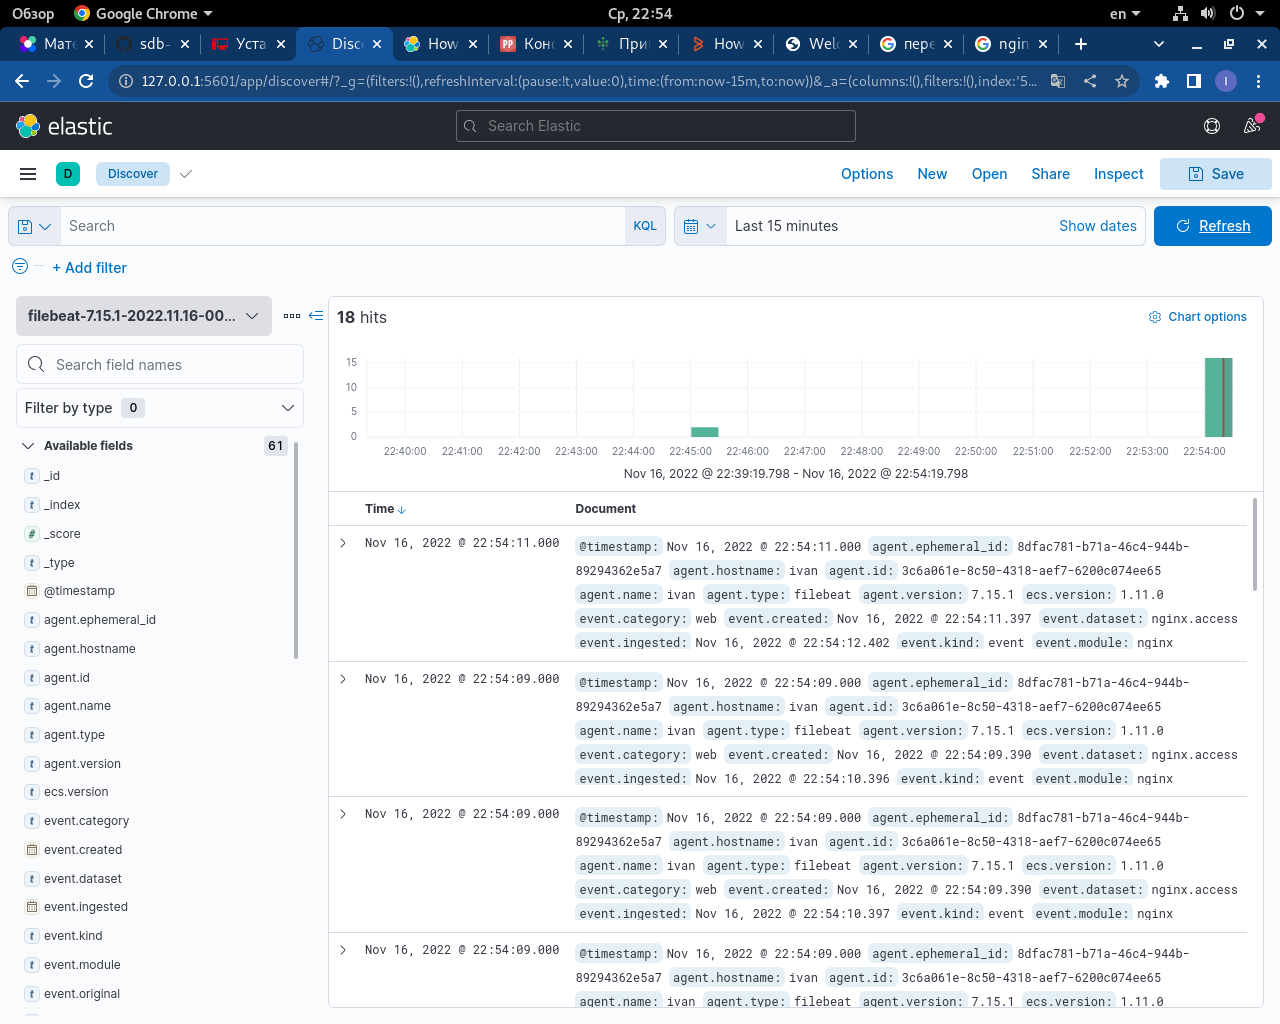 Обзор Google Chrome Ср, 22:54 en
Мате sdb- Уста Disc How Конс При How Welc пере ngin
127.0.0.1:5601/app/discover#/?_g=(filters:!(),refreshInterval:(pause:!t,value:0),time:(from:now-15m,to:now))&_a=(columns:!(),filters:!(),index:'5... I
elastic Search Elastic
D Discover Options New Open Share Inspect Save
Search KQL Last 15 minutes Show dates Refresh
+ Add filter
filebeat-7.15.1-2022.11.16-00...
Search field names
Filter by type 0
Available fields 61
t _id
t _index
# _score
t _type
@timestamp
t agent.ephemeral_id
t agent.hostname
t agent.id
t agent.name
t agent.type
t agent.version
t ecs.version
t event.category
event.created
t event.dataset
event.ingested
t event.kind
t event.module
t event.original
18 hits Chart options
15
10
5
0
22:40:00 22:41:00 22:42:00 22:43:00 22:44:00 22:45:00 22:46:00 22:47:00 22:48:00 22:49:00 22:50:00 22:51:00 22:52:00 22:53:00 22:54:00
Nov 16, 2022 @ 22:39:19.798 - Nov 16, 2022 @ 22:54:19.798
Time Document
Nov 16, 2022 @ 22:54:11.000 @timestamp: Nov 16, 2022 @ 22:54:11.000 agent.ephemeral_id: 8dfac781-b71a-46c4-944b-
89294362e5a7 agent.hostname: ivan agent.id: 3c6a061e-8c50-4318-aef7-6200c074ee65
agent.name: ivan agent.type: filebeat agent.version: 7.15.1 ecs.version: 1.11.0
event.category: web event.created: Nov 16, 2022 @ 22:54:11.397 event.dataset: nginx.access
event.ingested: Nov 16, 2022 @ 22:54:12.402 event.kind: event event.module: nginx
Nov 16, 2022 @ 22:54:09.000 @timestamp: Nov 16, 2022 @ 22:54:09.000 agent.ephemeral_id: 8dfac781-b71a-46c4-944b-
89294362e5a7 agent.hostname: ivan agent.id: 3c6a061e-8c50-4318-aef7-6200c074ee65
agent.name: ivan agent.type: filebeat agent.version: 7.15.1 ecs.version: 1.11.0
event.category: web event.created: Nov 16, 2022 @ 22:54:09.390 event.dataset: nginx.access
event.ingested: Nov 16, 2022 @ 22:54:10.396 event.kind: event event.module: nginx
Nov 16, 2022 @ 22:54:09.000 @timestamp: Nov 16, 2022 @ 22:54:09.000 agent.ephemeral_id: 8dfac781-b71a-46c4-944b-
89294362e5a7 agent.hostname: ivan agent.id: 3c6a061e-8c50-4318-aef7-6200c074ee65
agent.name: ivan agent.type: filebeat agent.version: 7.15.1 ecs.version: 1.11.0
event.category: web event.created: Nov 16, 2022 @ 22:54:09.390 event.dataset: nginx.access
event.ingested: Nov 16, 2022 @ 22:54:10.397 event.kind: event event.module: nginx
Nov 16, 2022 @ 22:54:09.000 @timestamp: Nov 16, 2022 @ 22:54:09.000 agent.ephemeral_id: 8dfac781-b71a-46c4-944b-
89294362e5a7 agent.hostname: ivan agent.id: 3c6a061e-8c50-4318-aef7-6200c074ee65
agent.name: ivan agent.type: filebeat agent.version: 7.15.1 ecs.version: 1.11.0